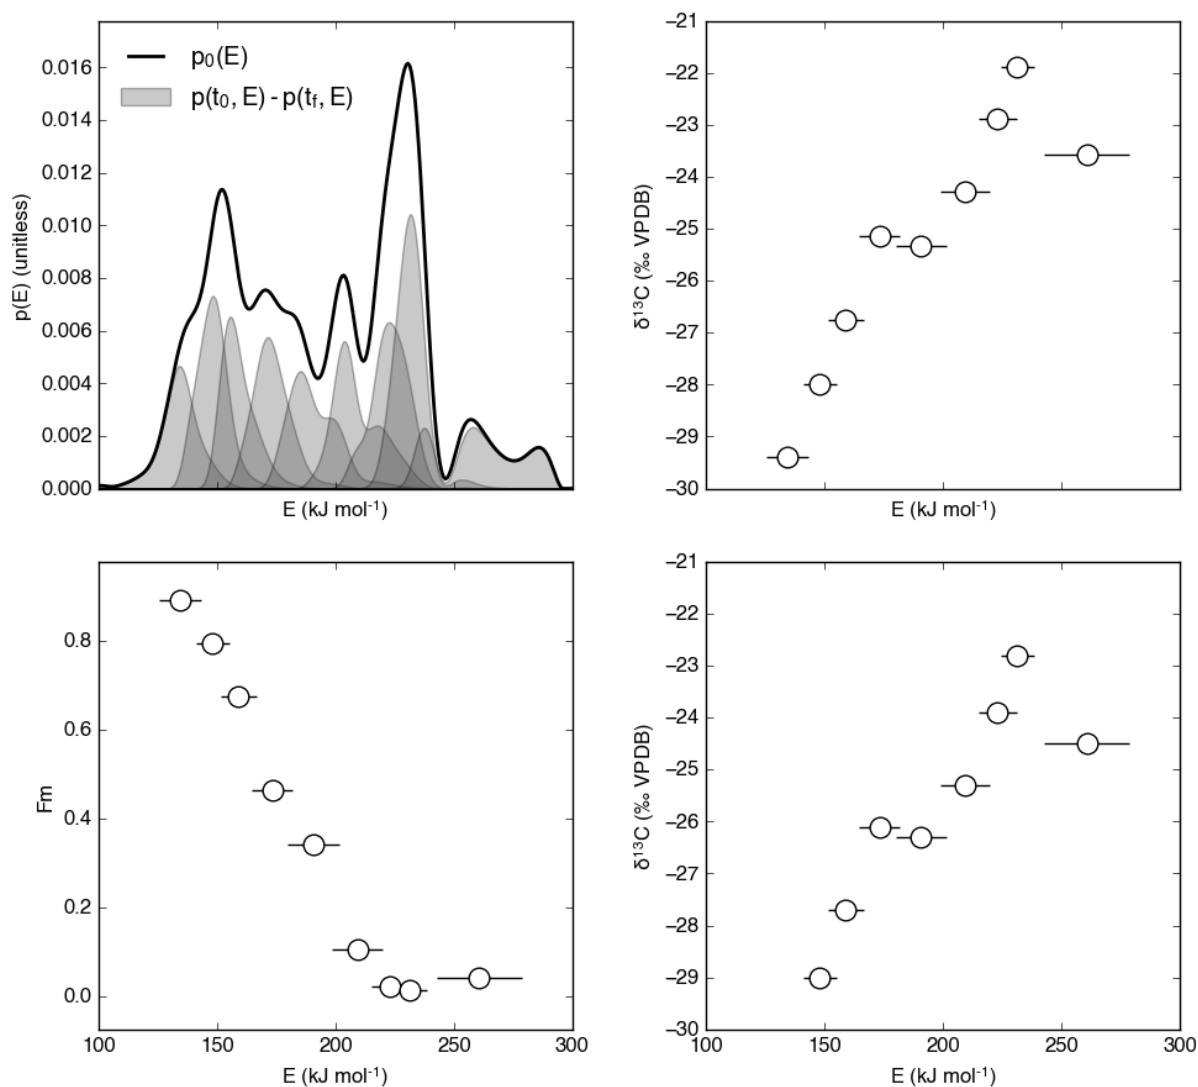 p₀(E)
p(t₀, E) - p(t_f, E)
0.016
0.014
0.012
0.010
0.008
0.006
0.004
0.002
0.000
p(E) (unitless)
E (kJ mol⁻¹)
–21
–22
–23
–24
–25
–26
–27
–28
–29
–30
δ¹³C (‰ VPDB)
E (kJ mol⁻¹)
0.8
0.6
0.4
0.2
0.0
Fm
100 150 200 250 300
E (kJ mol⁻¹)
–21
–22
–23
–24
–25
–26
–27
–28
–29
–30
δ¹³C (‰ VPDB)
100 150 200 250 300
E (kJ mol⁻¹)